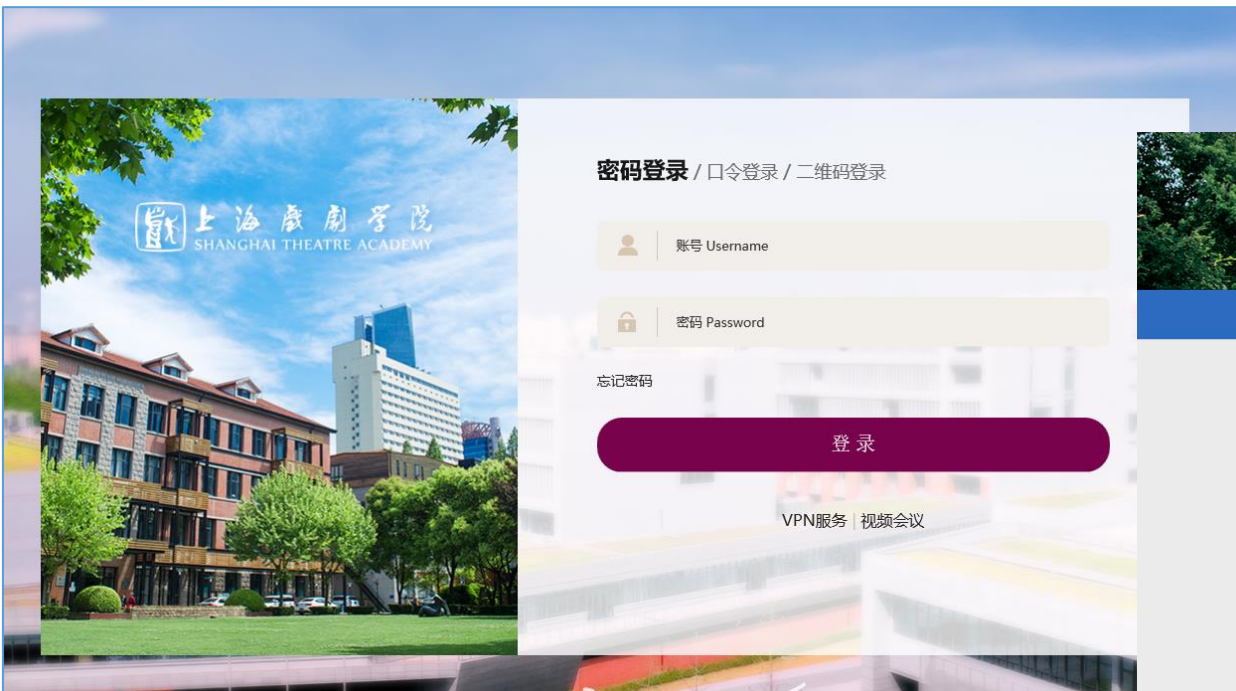 密码登录 / 口令登录 / 二维码登录
上海戲劇学院
SHANGHAI THEATRE ACADEMY
账号 Username
密码 Password
忘记密码
登录
VPN服务 | 视频会议